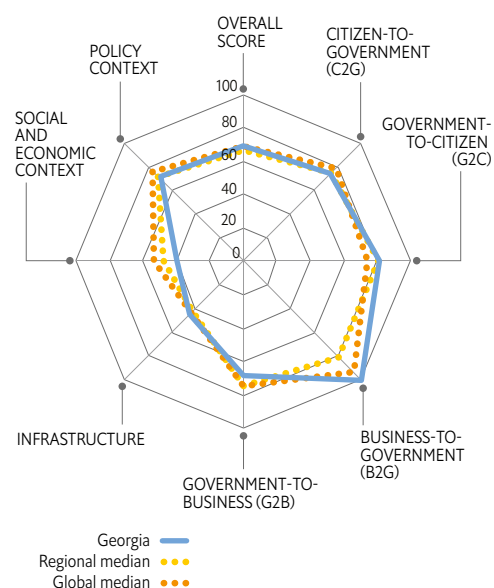 OVERALL
SCORE
CITIZEN-TO-
GOVERNMENT
(C2G)
POLICY
CONTEXT
100
80
60
40
20
0
SOCIAL
AND
ECONOMIC
CONTEXT
GOVERNMENT-
TO-CITIZEN
(G2C)
INFRASTRUCTURE
BUSINESS-TO-
GOVERNMENT
(B2G)
GOVERNMENT-TO-
BUSINESS (G2B)
Georgia
Regional median
Global median